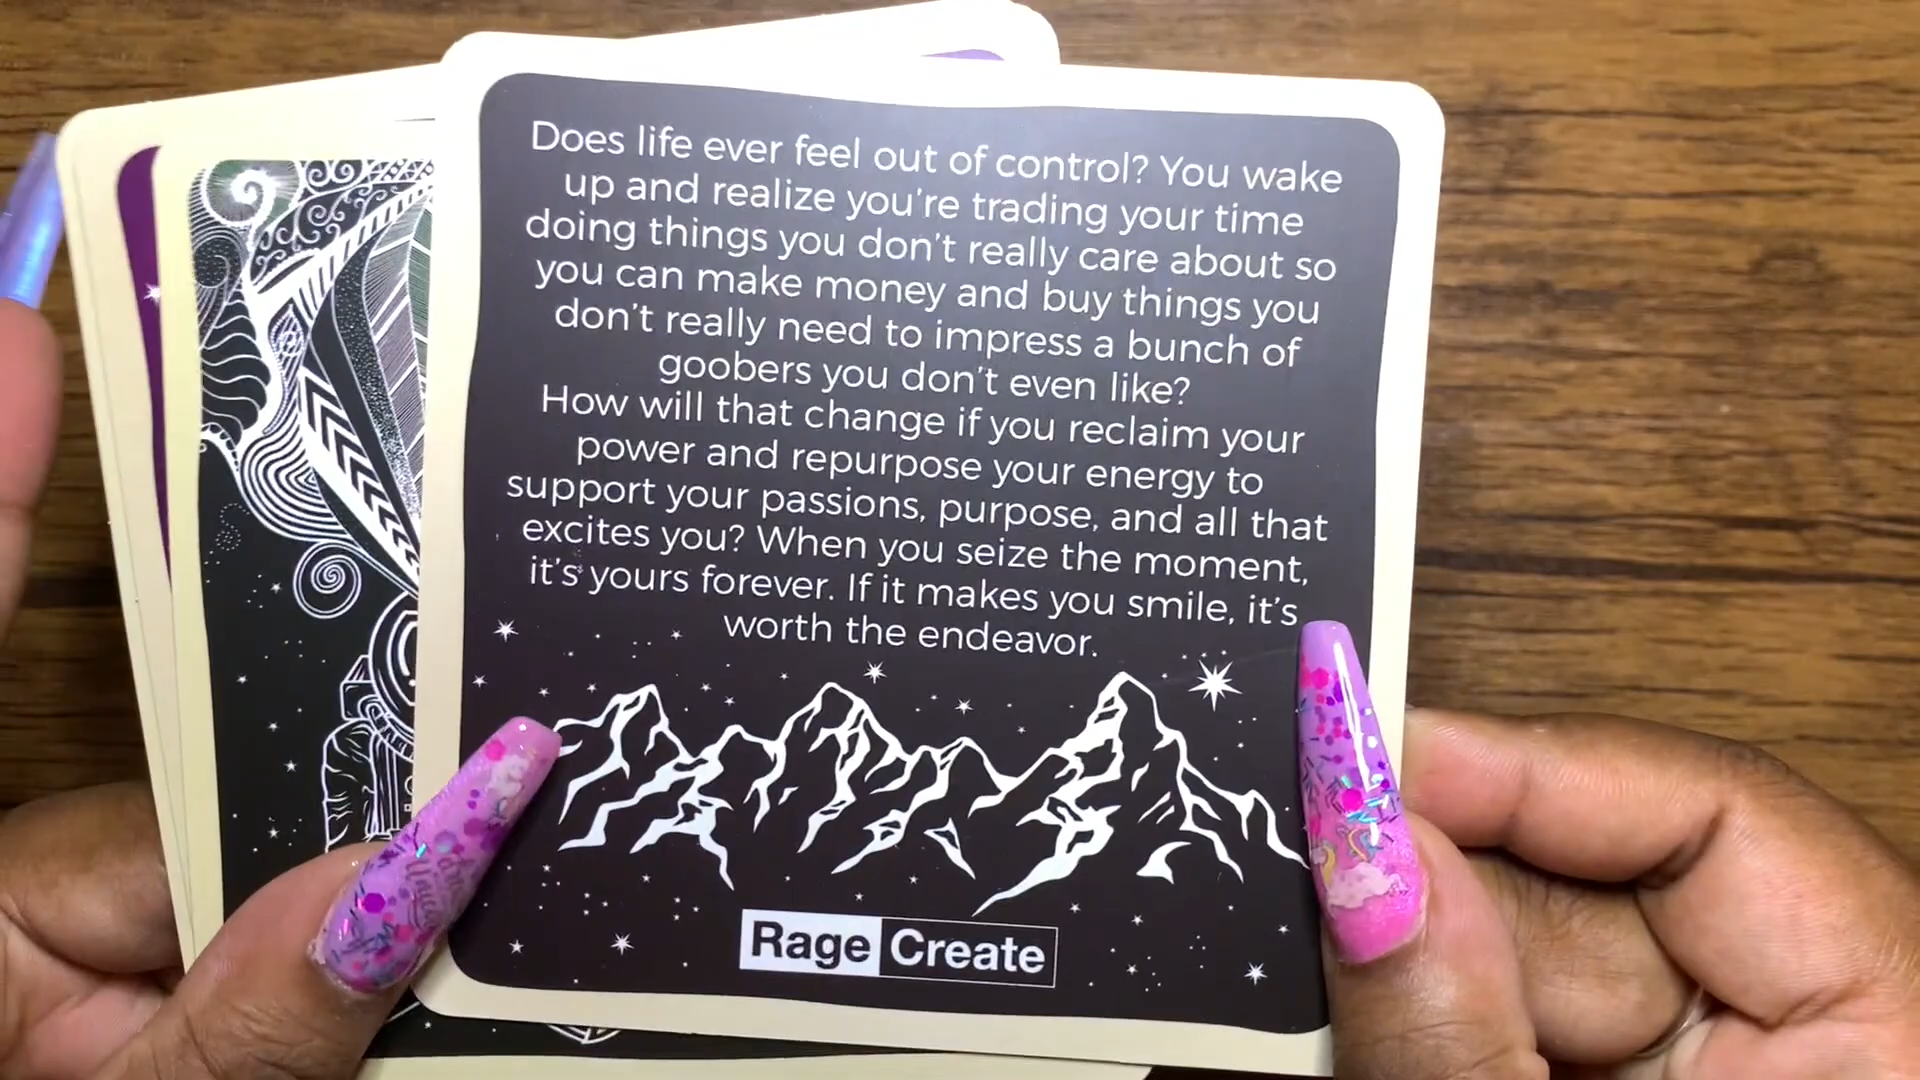 Does life ever feel out of control? You wake
up and realize you're trading your time
doing things you don't really care about so
you can make money and buy things you
don't really need to impress a bunch of
goobers you don't even like?
How will that change if you reclaim your
power and repurpose your energy to
support your passions, purpose, and all that
excites you? When you seize the moment,
it's yours forever. If it makes you smile, it's
worth the endeavor.
Rage Create